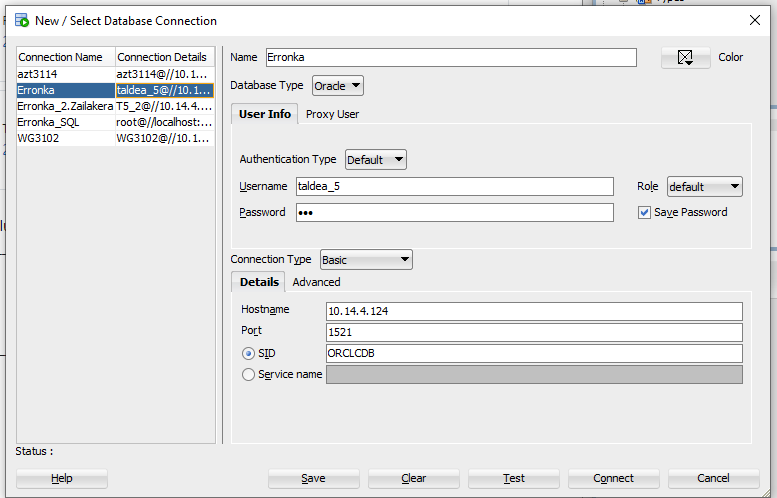 New / Select Database Connection
Connection Name Connection Details
azt3114 azt3114@//10.1...
Erronka taldea_5@//10.1...
Erronka_2.Zailakera T5_2@//10.14.4....
Erronka_SQL root@//localhost:...
WG3102 WG3102@//10.1...
Name Erronka Color
Database Type Oracle
User Info Proxy User
Authentication Type Default
Username taldea_5 Role default
Password ••• Save Password
Connection Type Basic
Details Advanced
Hostname 10.14.4.124
Port 1521
SID ORCLCDB
Service name
Status :
Help Save Clear Test Connect Cancel